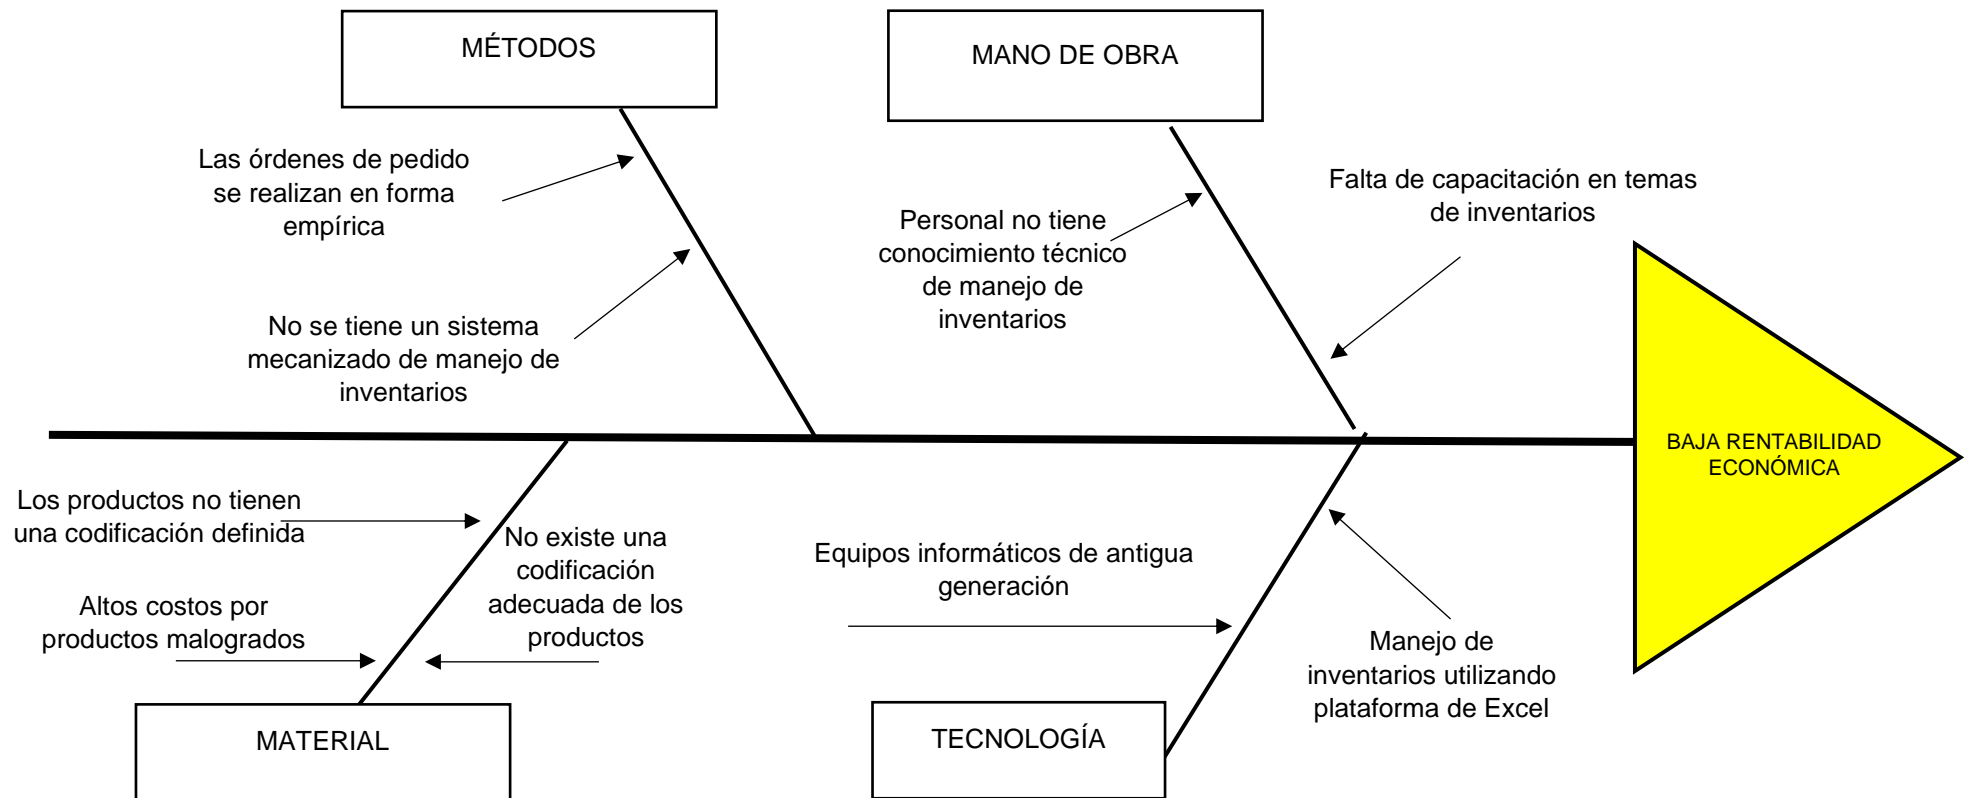 MÉTODOS
MANO DE OBRA
Las órdenes de pedido
se realizan en forma
empírica
No se tiene un sistema
mecanizado de manejo de
inventarios
Personal no tiene
conocimiento técnico
de manejo de
inventarios
Falta de capacitación en temas
de inventarios
BAJA RENTABILIDAD
ECONÓMICA
Los productos no tienen
una codificación definida
Altos costos por
productos malogrados
No existe una
codificación
adecuada de los
productos
Equipos informáticos de antigua
generación
Manejo de
inventarios utilizando
plataforma de Excel
MATERIAL
TECNOLOGÍA